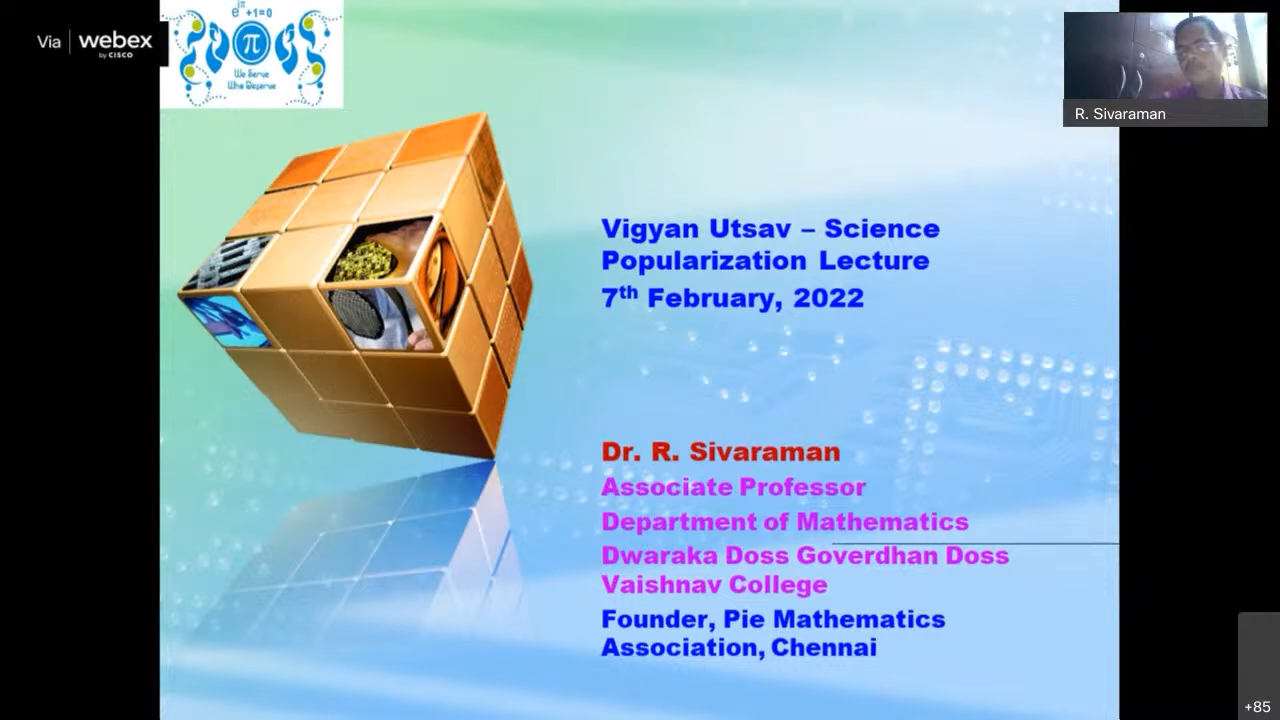 Via webex
by CISCO
e^iπ +1=0
π
We Serve
Who Deserve
R. Sivaraman
Vigyan Utsav – Science
Popularization Lecture
7th February, 2022
Dr. R. Sivaraman
Associate Professor
Department of Mathematics
Dwaraka Doss Goverdhan Doss
Vaishnav College
Founder, Pie Mathematics
Association, Chennai
+85